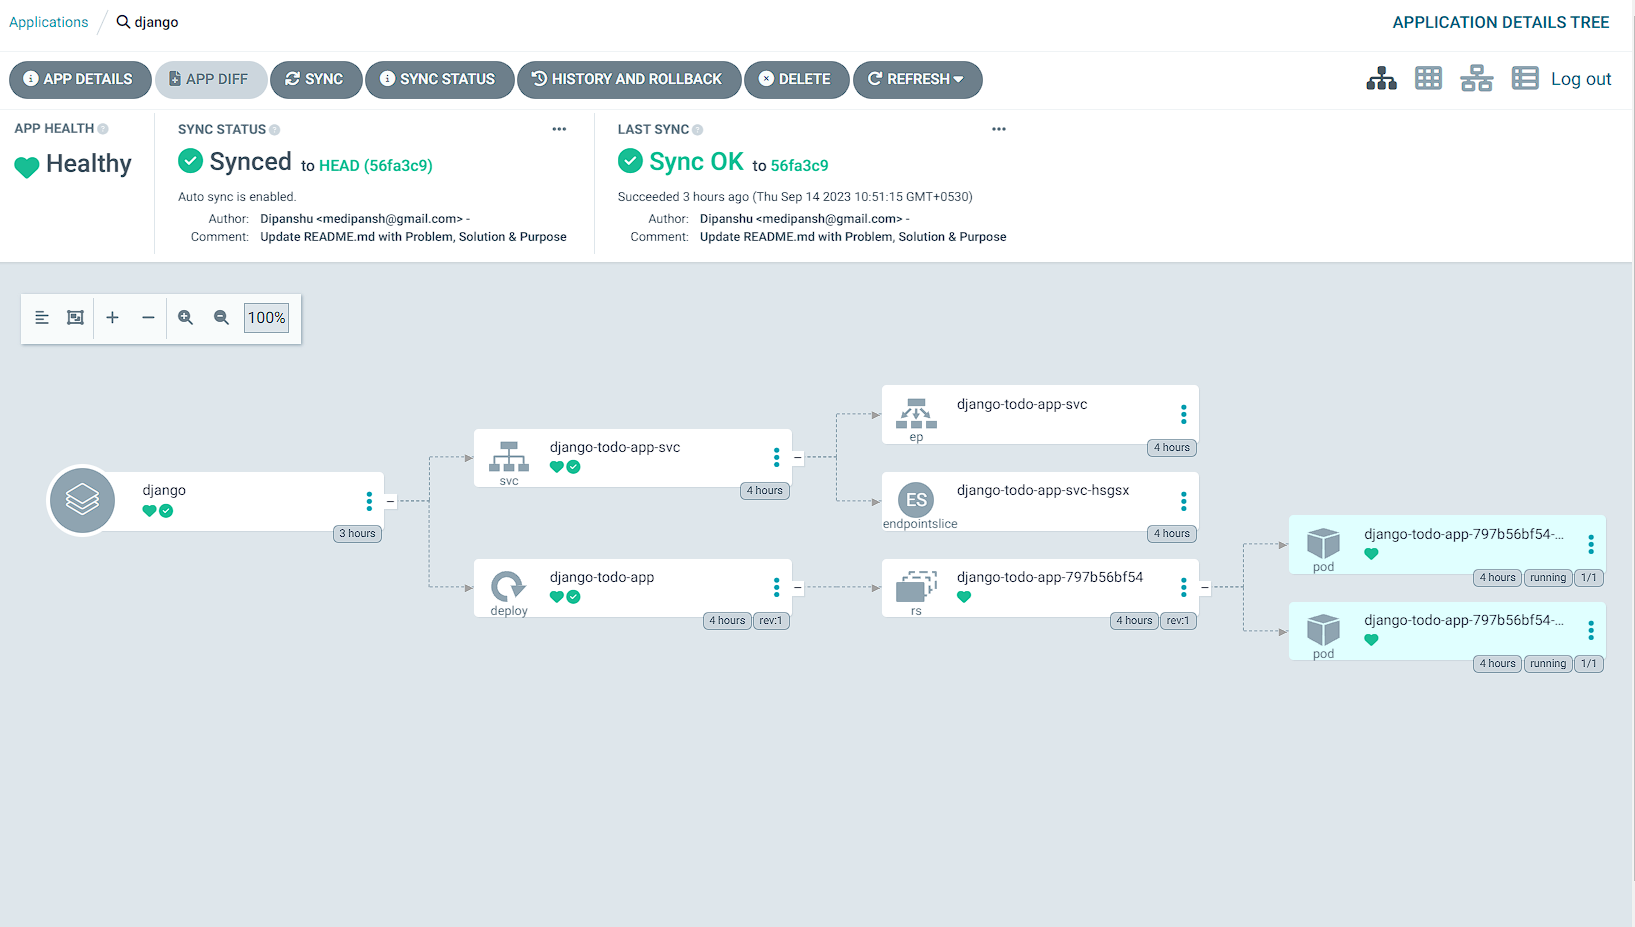 Applications / django
APPLICATION DETAILS TREE
APP DETAILS
APP DIFF
SYNC
SYNC STATUS
HISTORY AND ROLLBACK
DELETE
REFRESH
Log out
APP HEALTH
Healthy
SYNC STATUS
Synced to HEAD (56fa3c9)
Auto sync is enabled.
Author: Dipanshu <medipansh@gmail.com> -
Comment: Update README.md with Problem, Solution & Purpose
LAST SYNC
Sync OK to 56fa3c9
Succeeded 3 hours ago (Thu Sep 14 2023 10:51:15 GMT+0530)
Author: Dipanshu <medipansh@gmail.com> -
Comment: Update README.md with Problem, Solution & Purpose
100%
django
3 hours
django-todo-app-svc
svc
4 hours
django-todo-app
deploy
4 hours rev:1
django-todo-app-svc
ep
4 hours
ES
django-todo-app-svc-hsgsx
endpointslice
4 hours
django-todo-app-797b56bf54
rs
4 hours rev:1
django-todo-app-797b56bf54-...
pod
4 hours running 1/1
django-todo-app-797b56bf54-...
pod
4 hours running 1/1